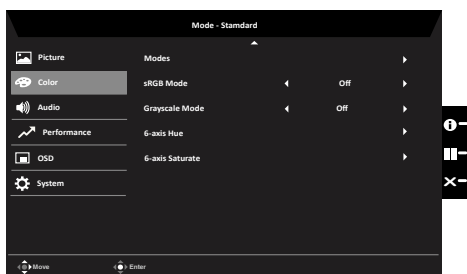 Mode - Standard
Picture
Modes
Color
sRGB Mode
Off
Audio
Grayscale Mode
Off
Performance
6-axis Hue
OSD
6-axis Saturate
System
Move
Enter